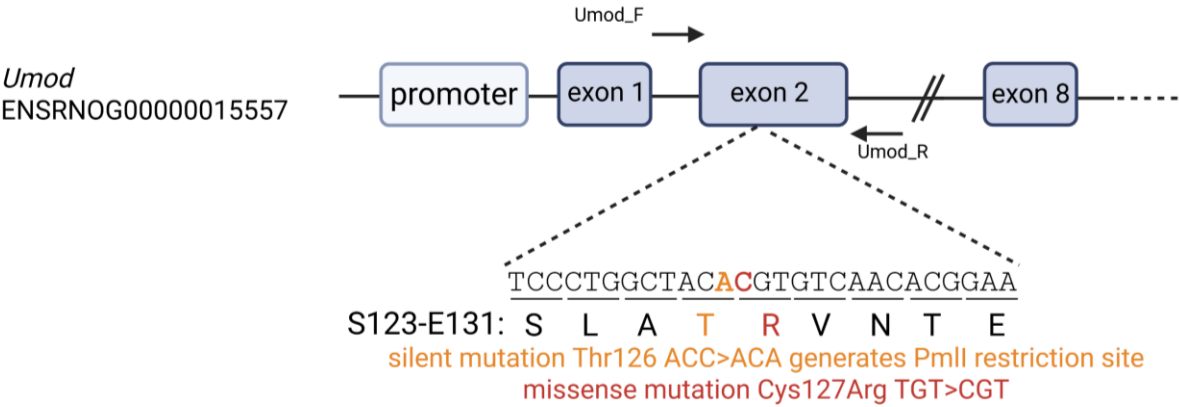 Umod_F
Umod
ENSRNOG00000015557
promoter
exon 1
exon 2
exon 8
Umod_R
TCCCTGGCTACACGTGTCAACACGGAA
S123-E131: S L A T R V N T E
silent mutation Thr126 ACC>ACA generates PmlI restriction site
missense mutation Cys127Arg TGT>CGT